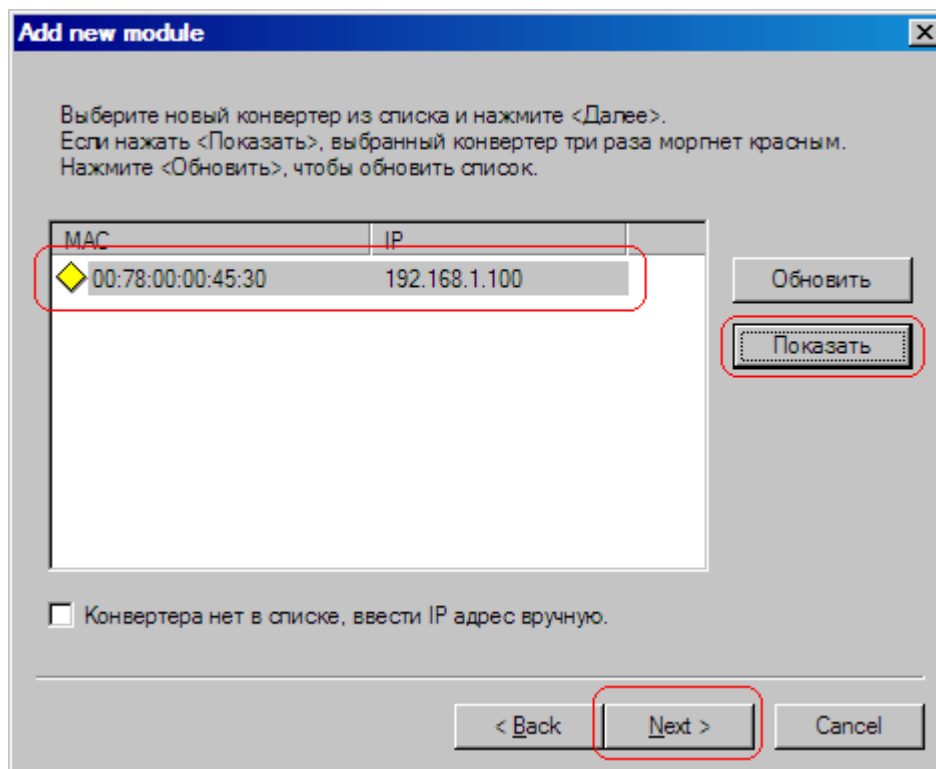 Add new module
Выберите новый конвертер из списка и нажмите <Далее>.
Если нажать <Показать>, выбранный конвертер три раза моргнет красным.
Нажмите <Обновить>, чтобы обновить список.
MAC IP
00:78:00:00:45:30 192.168.1.100
Обновить
Показать
Конвертера нет в списке, ввести IP адрес вручную.
< Back Next > Cancel